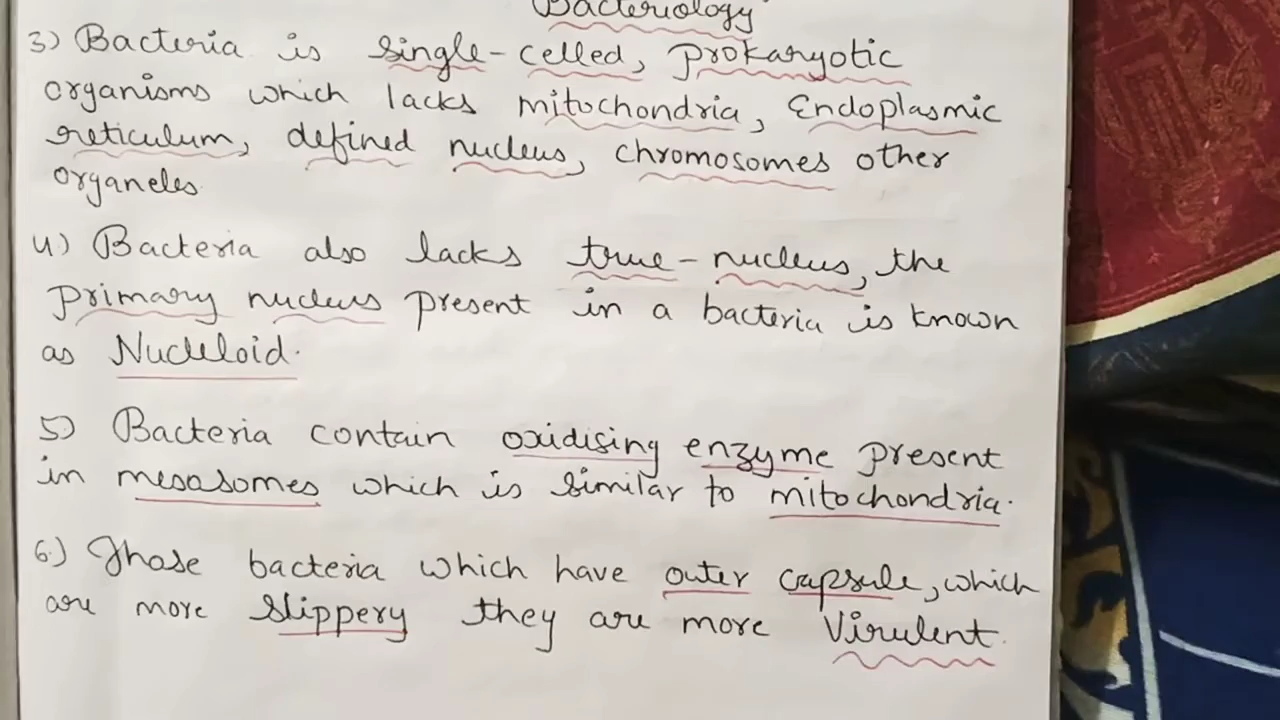 Bacteriology
3) Bacteria is single-celled, prokaryotic
organisms which lacks mitochondria, Endoplasmic
reticulum, defined nucleus, chromosomes other
organeles.
4) Bacteria also lacks true-nucleus, the
primary nucleus present in a bacteria is known
as Nucleloid.
5) Bacteria contain oxidising enzyme present
in mesasomes which is similar to mitochondria.
6.) Those bacteria which have outer capsule, which
are more slippery they are more Virulent.